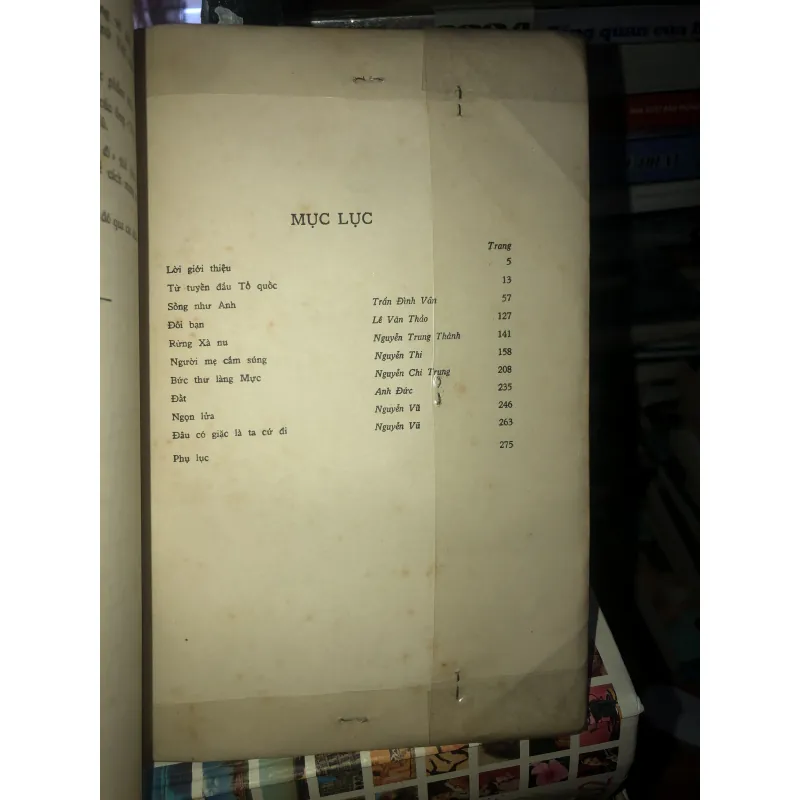 MỤC LỤC
Trang
Lời giới thiệu 5
Từ tuyến đầu Tổ quốc 13
Sống như Anh Trần Đình Vân 57
Đôi bạn Lê Văn Thảo 127
Rừng Xà nu Nguyễn Trung Thành 141
Người mẹ cầm súng Nguyễn Thi 158
Bức thư làng Mực Nguyễn Chí Trung 208
Đất Anh Đức 235
Ngọn lửa Nguyễn Vũ 246
Đâu có giặc là ta cứ đi Nguyễn Vũ 263
Phụ lục 275